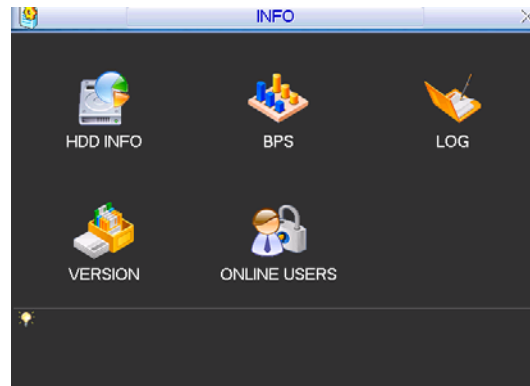 INFO
HDD INFO
BPS
LOG
VERSION
ONLINE USERS